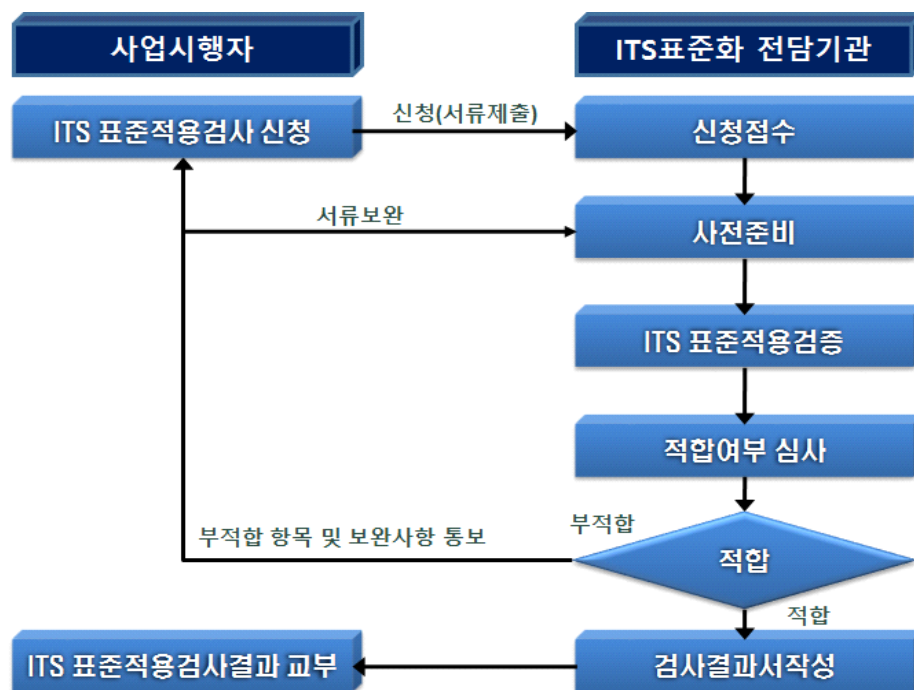 사업시행자
ITS표준화 전담기관
ITS 표준적용검사 신청
신청(서류제출)
신청접수
서류보완
사전준비
ITS 표준적용검증
적합여부 심사
부적합 항목 및 보완사항 통보
부적합
적합
적합
ITS 표준적용검사결과 교부
검사결과서작성